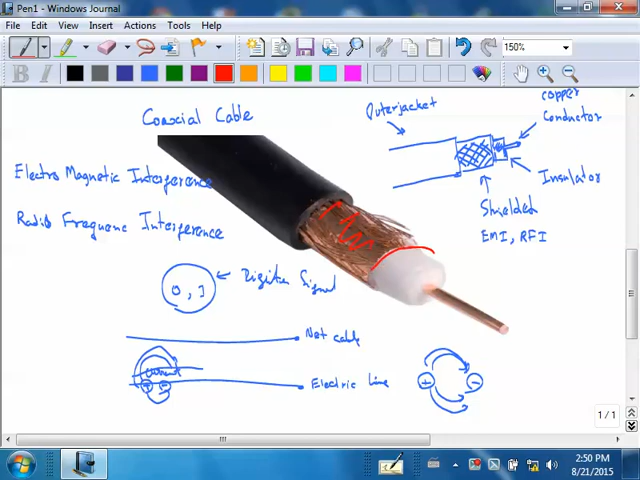 Pen1 - Windows Journal
File Edit View Insert Actions Tools Help
150%
Coaxial Cable
Outerjacket
copper
Conductor
Electro Magnetic Interference
Insulator
Radio Frequenc Interference
Shielded
EMI, RFI
0, 1
Digital Signal
Net cable
Current
+ -
Electric Line
+ -
1 / 1
2:50 PM
8/21/2015